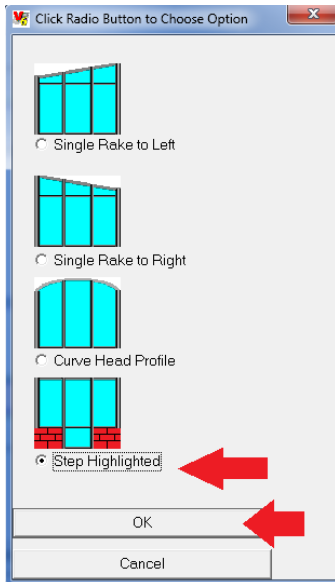 Click Radio Button to Choose Option
Single Rake to Left
Single Rake to Right
Curve Head Profile
Step Highlighted
OK
Cancel